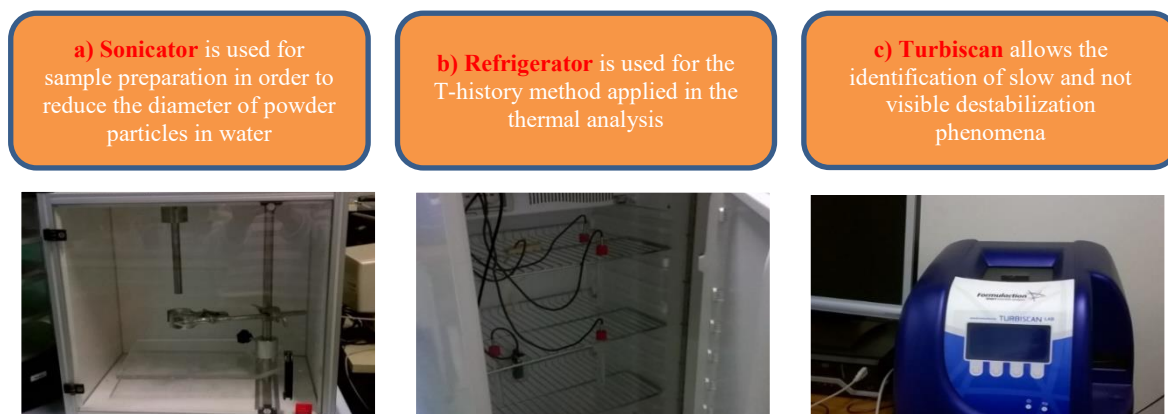 a) Sonicator is used for
sample preparation in order to
reduce the diameter of powder
particles in water
b) Refrigerator is used for the
T-history method applied in the
thermal analysis
c) Turbiscan allows the
identification of slow and not
visible destabilization
phenomena
Formulaction
TURBISCAN LAB